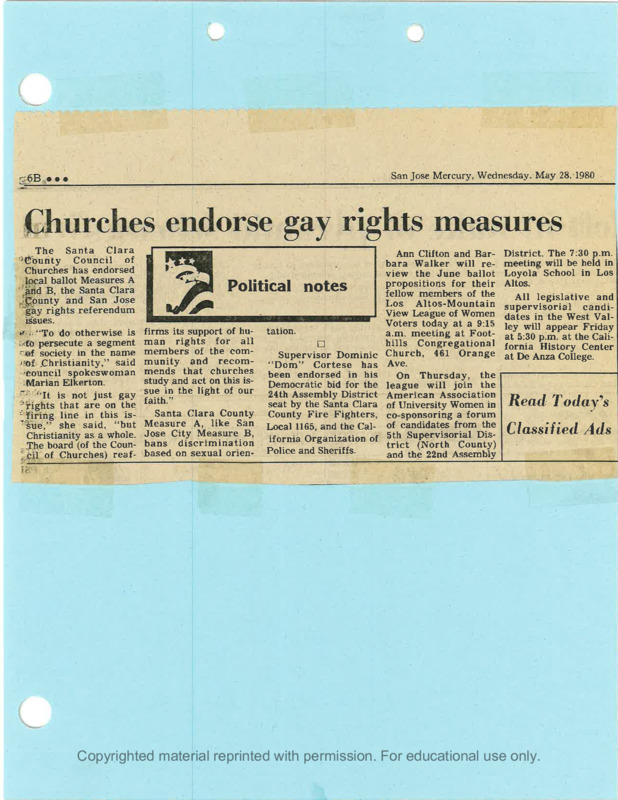 6B
San Jose Mercury, Wednesday. May 28. 1980
Churches endorse gay rights measures
The Santa Clara
County Council of
Churches has endorsed
local ballot Measures A
and B, the Santa Clara
County and San Jose
gay rights referendum
issues.
"To do otherwise is
to persecute a segment
of society in the name
of Christianity," said
council spokeswoman
Marian Elkerton.
"It is not just gay
rights that are on the
firing line in this is-
sue," she said, "but
Christianity as a whole.
The board (of the Coun-
cil of Churches) reaf-
Political notes
firms its support of hu-
man rights for all
members of the com-
munity and recom-
mends that churches
study and act on this is-
sue in the light of our
faith."
Santa Clara County
Measure A, like San
Jose City Measure B,
bans discrimination
based on sexual orien-
tation.
Supervisor Dominic
"Dom" Cortese has
been endorsed in his
Democratic bid for the
24th Assembly District
seat by the Santa Clara
County Fire Fighters,
Local 1165, and the Cal-
ifornia Organization of
Police and Sheriffs.
Ann Clifton and Bar-
bara Walker will re-
view the June ballot
propositions for their
fellow members of the
Los Altos-Mountain
View League of Women
Voters today at a 9:15
a.m. meeting at Foot-
hills Congregational
Church, 461 Orange
Ave.
On Thursday, the
league will join the
American Association
of University Women in
co-sponsoring a forum
of candidates from the
5th Supervisorial Dis-
trict (North County)
and the 22nd Assembly
District. The 7:30 p.m.
meeting will be held in
Loyola School in Los
Altos.
All legislative and
supervisorial candi-
dates in the West Val-
ley will appear Friday
at 5:30 p.m. at the Cali-
fornia History Center
at De Anza College.
Read Today's
Classified Ads
Copyrighted material reprinted with permission. For educational use only.